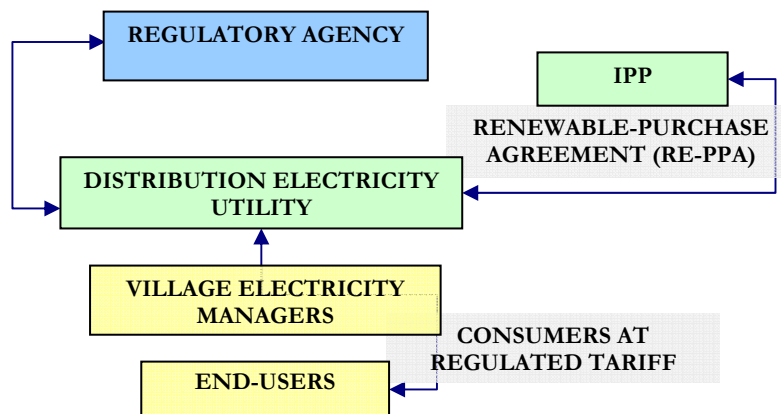 REGULATORY AGENCY
IPP
RENEWABLE-PURCHASE
AGREEMENT (RE-PPA)
DISTRIBUTION ELECTRICITY
UTILITY
VILLAGE ELECTRICITY
MANAGERS
CONSUMERS AT
REGULATED TARIFF
END-USERS